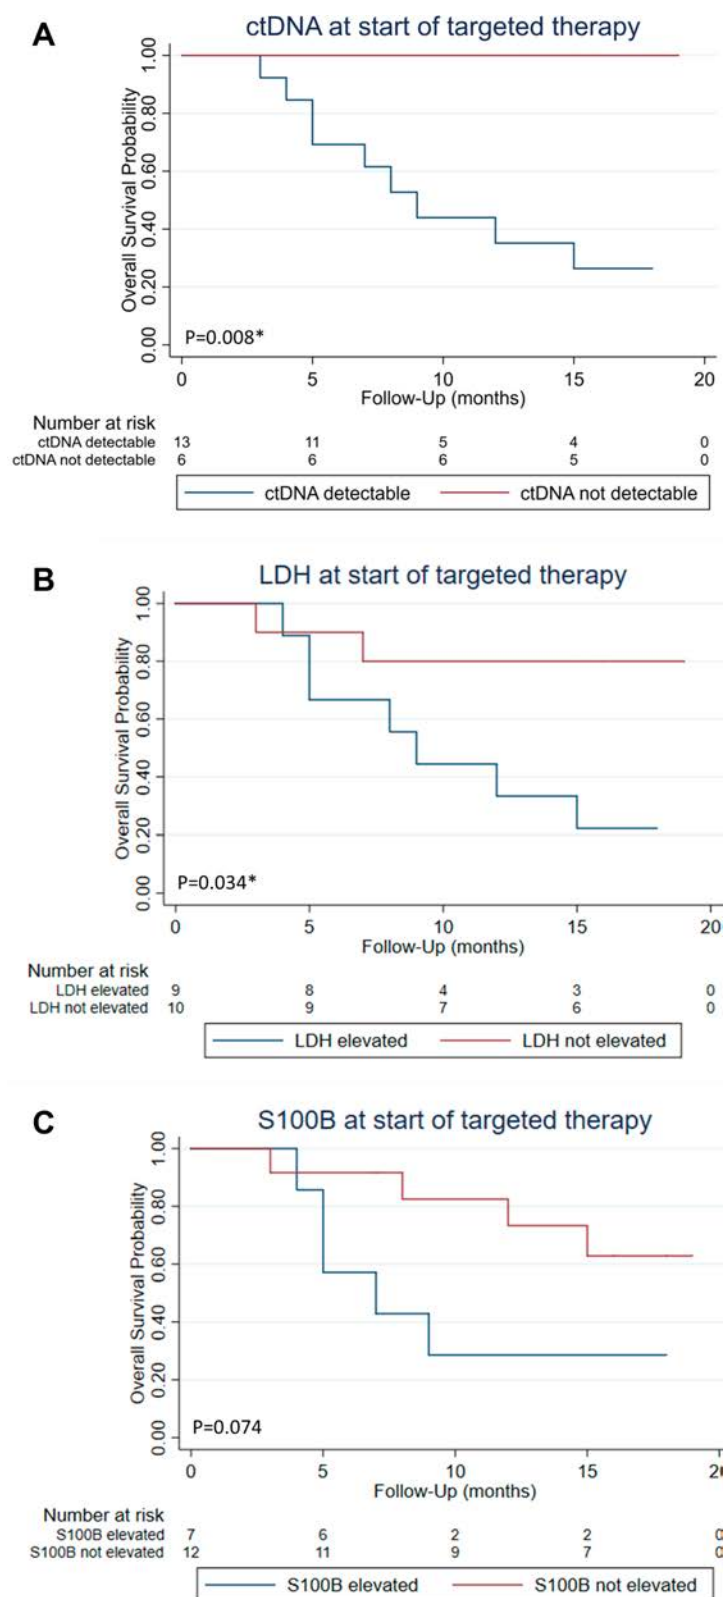 A
ctDNA at start of targeted therapy
Overall Survival Probability
1.00
0.80
0.60
0.40
0.20
0.00
P=0.008*
0 5 10 15 20
Follow-Up (months)
Number at risk
ctDNA detectable 13 11 5 4 0
ctDNA not detectable 6 6 6 5 0
ctDNA detectable ctDNA not detectable
B
LDH at start of targeted therapy
Overall Survival Probability
1.00
0.80
0.60
0.40
0.20
0.00
P=0.034*
0 5 10 15 20
Follow-Up (months)
Number at risk
LDH elevated 9 8 4 3 0
LDH not elevated 10 9 7 6 0
LDH elevated LDH not elevated
C
S100B at start of targeted therapy
Overall Survival Probability
1.00
0.80
0.60
0.40
0.20
0.00
P=0.074
0 5 10 15 2
Follow-Up (months)
Number at risk
S100B elevated 7 6 2 2 0
S100B not elevated 12 11 9 7 0
S100B elevated S100B not elevated